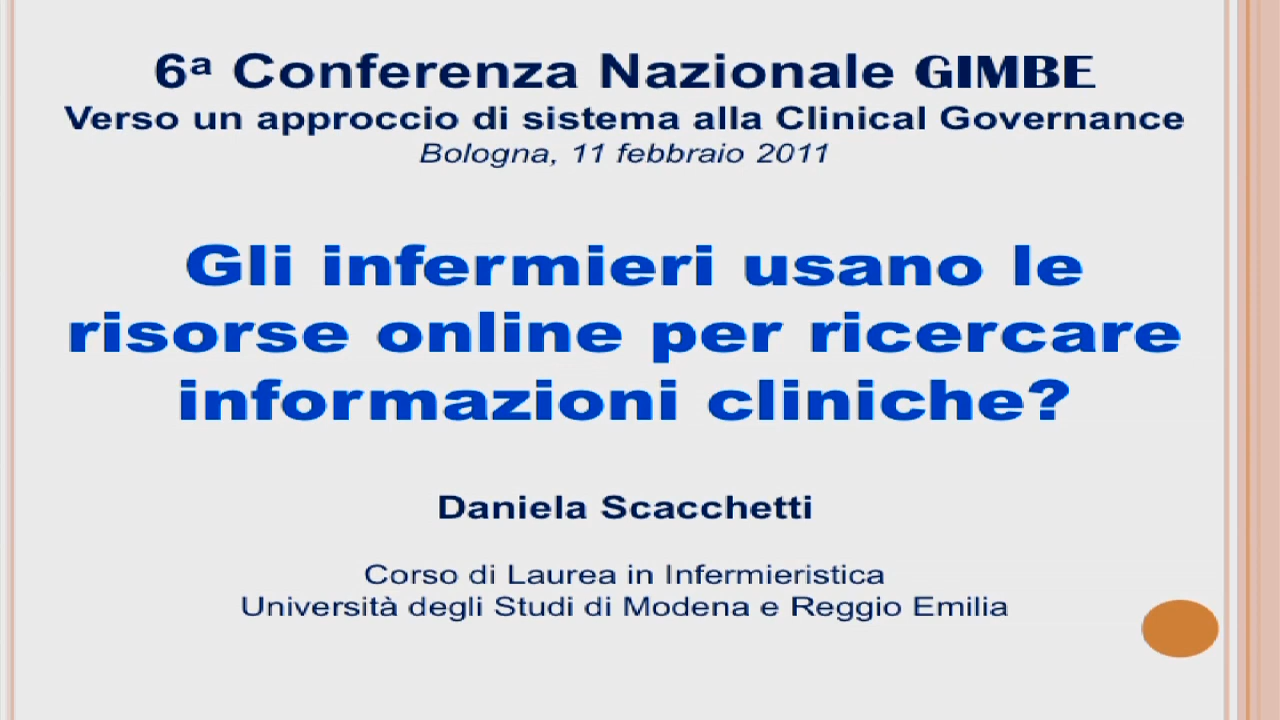 6ª Conferenza Nazionale GIMBE
Verso un approccio di sistema alla Clinical Governance
Bologna, 11 febbraio 2011
Gli infermieri usano le
risorse online per ricercare
informazioni cliniche?
Daniela Scacchetti
Corso di Laurea in Infermieristica
Università degli Studi di Modena e Reggio Emilia